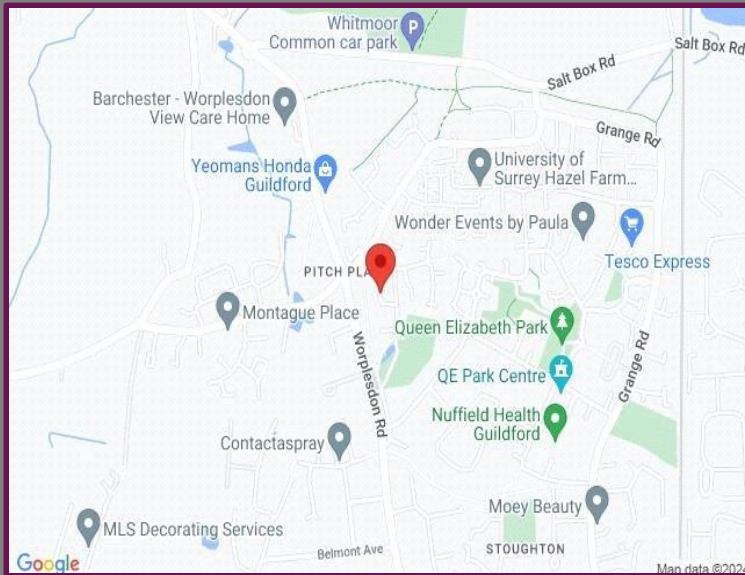 Whitmoor
Common car park
P
Salt Box Rd
Salt Box Rd
Barchester - Worplesdon
View Care Home
Grange Rd
Yeomans Honda
Guildford
University of
Surrey Hazel Farm...
Wonder Events by Paula
Tesco Express
PITCH PLA
Montague Place
Queen Elizabeth Park
Worplesdon Rd
QE Park Centre
Grange Rd
Nuffield Health
Guildford
Contactaspray
Moey Beauty
MLS Decorating Services
Belmont Ave
STOUGHTON
Google
Map data ©2024